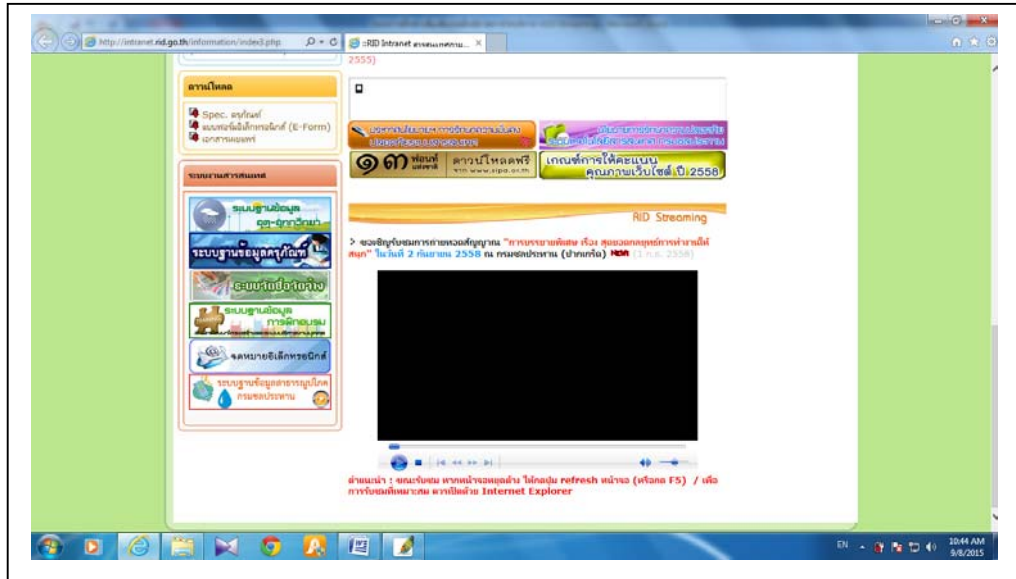 http://intranet.rid.go.th/information/index3.php
::RID Intranet
2555)
ดาวน์โหลด
Spec. ครุภัณฑ์
แบบฟอร์มอิเล็กทรอนิกส์ (E-Form)
เอกสารเผยแพร่
๑๓ ฟอนต์แห่งชาติ ดาวน์โหลดฟรี
จาก www.sipa.or.th
เกณฑ์การให้คะแนน
คุณภาพเว็บไซต์ ปี 2558
ระบบงานสารสนเทศ
ระบบฐานข้อมูล
อุตุ-อุทกวิทยา
ระบบฐานข้อมูลครุภัณฑ์
ระบบจัดซื้อจัดจ้าง
ระบบฐานข้อมูล
การฝึกอบรม
จดหมายอิเล็กทรอนิกส์
ระบบฐานข้อมูลสาธารณูปโภค
กรมชลประทาน
RID Streaming
> ขอเชิญรับชมการถ่ายทอดสัญญาณ "การบรรยายพิเศษ เรื่อง สุดยอดกลยุทธ์การทำงานให้
สนุก" ในวันที่ 2 กันยายน 2558 ณ กรมชลประทาน (ปากเกร็ด) NEW (1 ก.ย. 2558)
คำแนะนำ : ขณะรับชม หากหน้าจอหยุดค้าง ให้กดปุ่ม refresh หน้าจอ (หรือกด F5) / เพื่อ
การรับชมที่เหมาะสม ควรเปิดด้วย Internet Explorer
EN
10:44 AM
9/8/2015